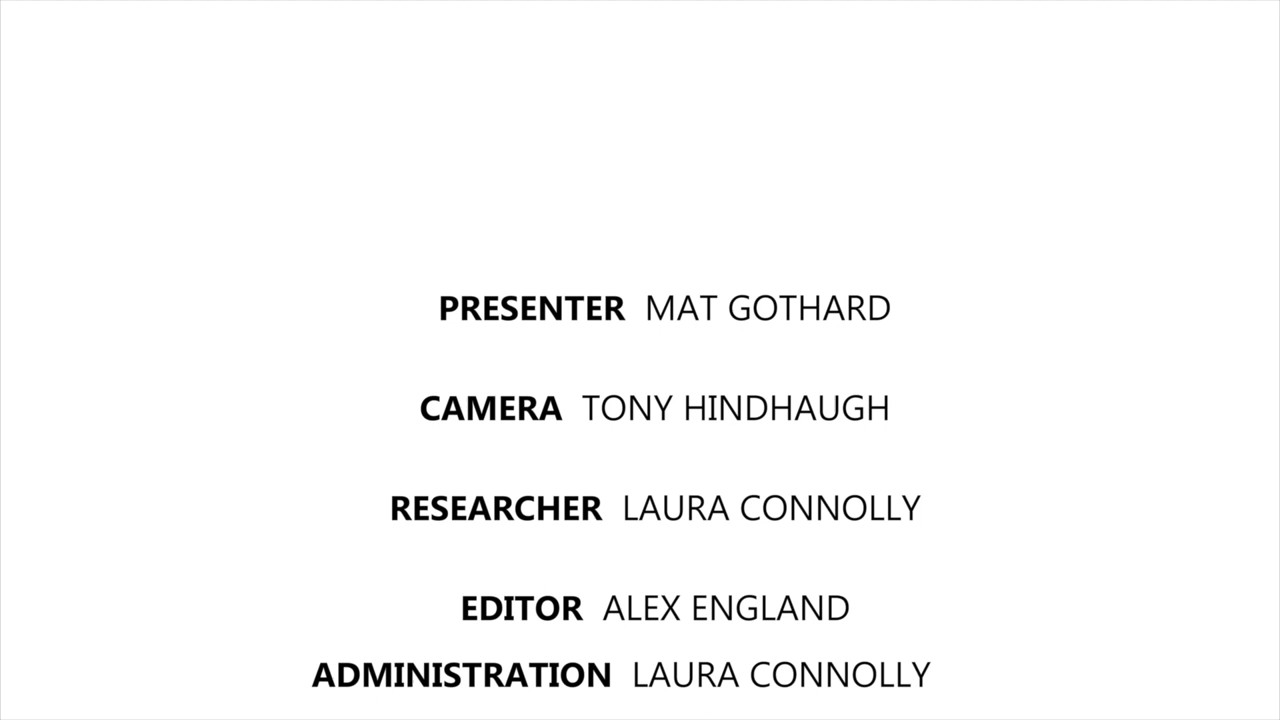 PRESENTER MAT GOTHARD
CAMERA TONY HINDHAUGH
RESEARCHER LAURA CONNOLLY
EDITOR ALEX ENGLAND
ADMINISTRATION LAURA CONNOLLY